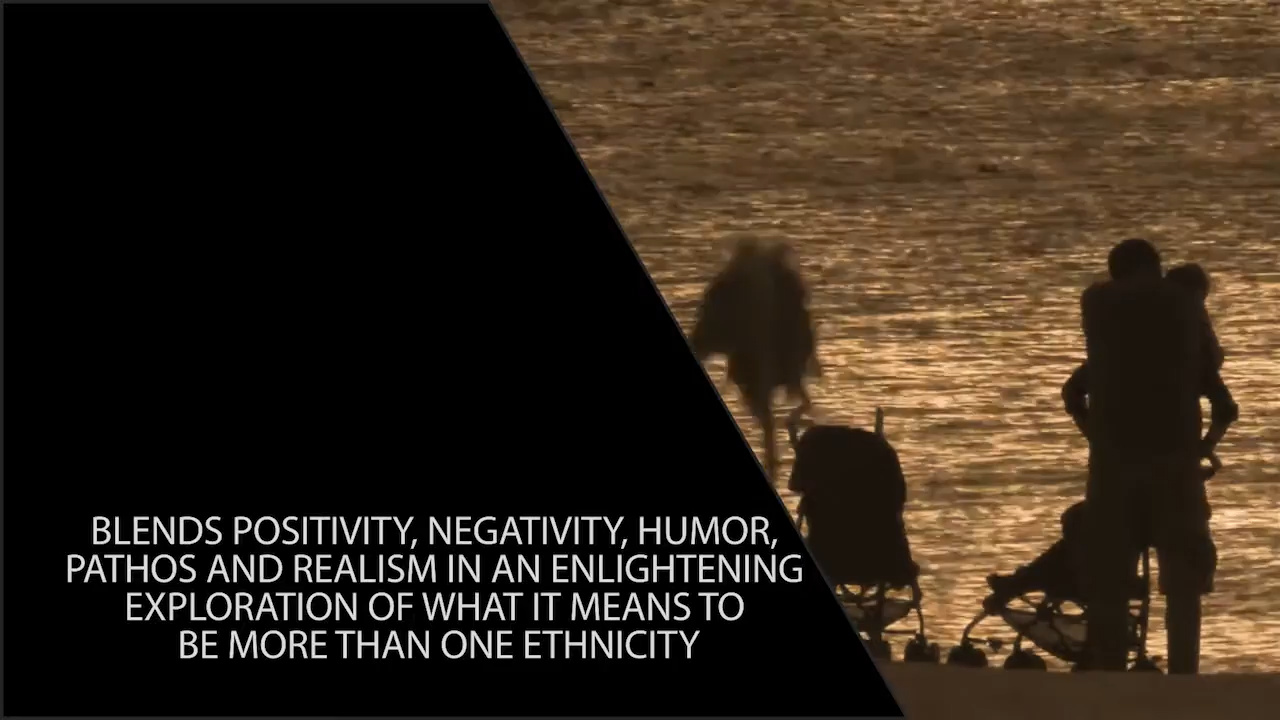 BLENDS POSITIVITY, NEGATIVITY, HUMOR,
PATHOS AND REALISM IN AN ENLIGHTENING
EXPLORATION OF WHAT IT MEANS TO
BE MORE THAN ONE ETHNICITY